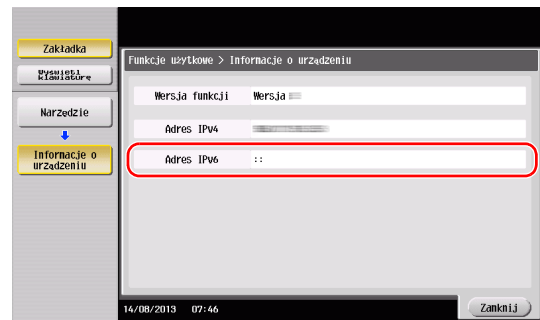 Zakładka
Wyświetl
klawiaturę
Narzędzie
Informacje o
urządzeniu
Funkcje użytkowe > Informacje o urządzeniu
Wersja funkcji Wersja
Adres IPv4
Adres IPv6 ::
14/08/2013 07:46
Zamknij